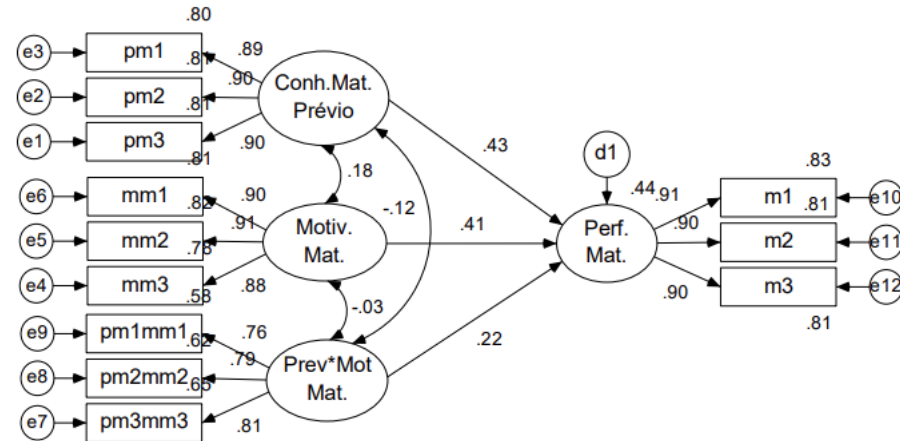 .80
e3
pm1
.89
.81
e2
pm2
.90
.81
e1
pm3
.90
.81
Conh.Mat.
Prévio
.43
.18
d1
e6
mm1
.90
.82
e5
mm2
.91
.78
e4
mm3
.88
.58
Motiv.
Mat.
-.12
.41
-.03
e9
pm1mm1
.76
.62
e8
pm2mm2
.79
.65
e7
pm3mm3
.81
Prev*Mot
Mat.
.22
.44
Perf.
Mat.
.83
.91
m1
e10
.81
.90
m2
e11
.90
m3
e12
.81